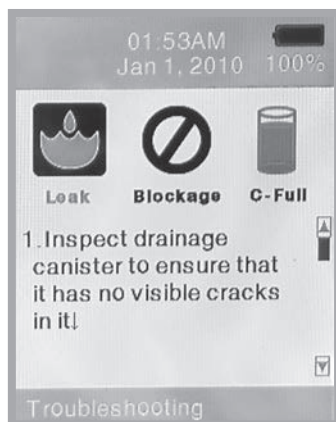 01:53AM
Jan 1, 2010 100%
Leak Blockage C-Full
1.Inspect drainage
canister to ensure that
it has no visible cracks
in it↓
Troubleshooting